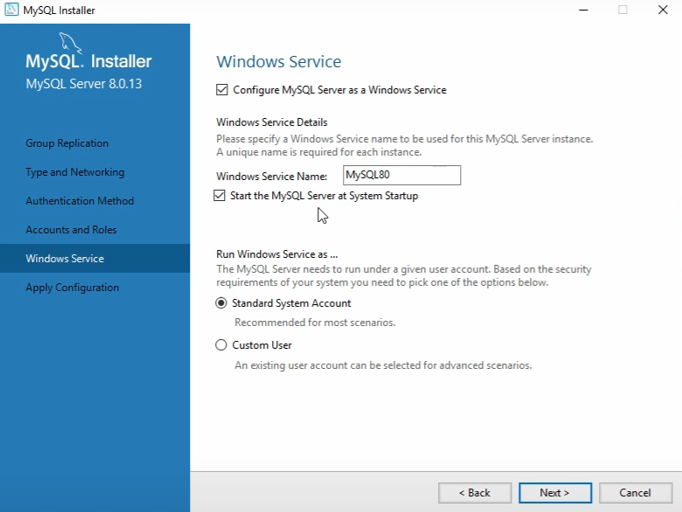 MySQL Installer
MySQL. Installer
MySQL Server 8.0.13
Group Replication
Type and Networking
Authentication Method
Accounts and Roles
Windows Service
Apply Configuration
Windows Service
Configure MySQL Server as a Windows Service
Windows Service Details
Please specify a Windows Service name to be used for this MySQL Server instance.
A unique name is required for each instance.
Windows Service Name: MySQL80
Start the MySQL Server at System Startup
Run Windows Service as ...
The MySQL Server needs to run under a given user account. Based on the security
requirements of your system you need to pick one of the options below.
Standard System Account
Recommended for most scenarios.
Custom User
An existing user account can be selected for advanced scenarios.
< Back Next > Cancel